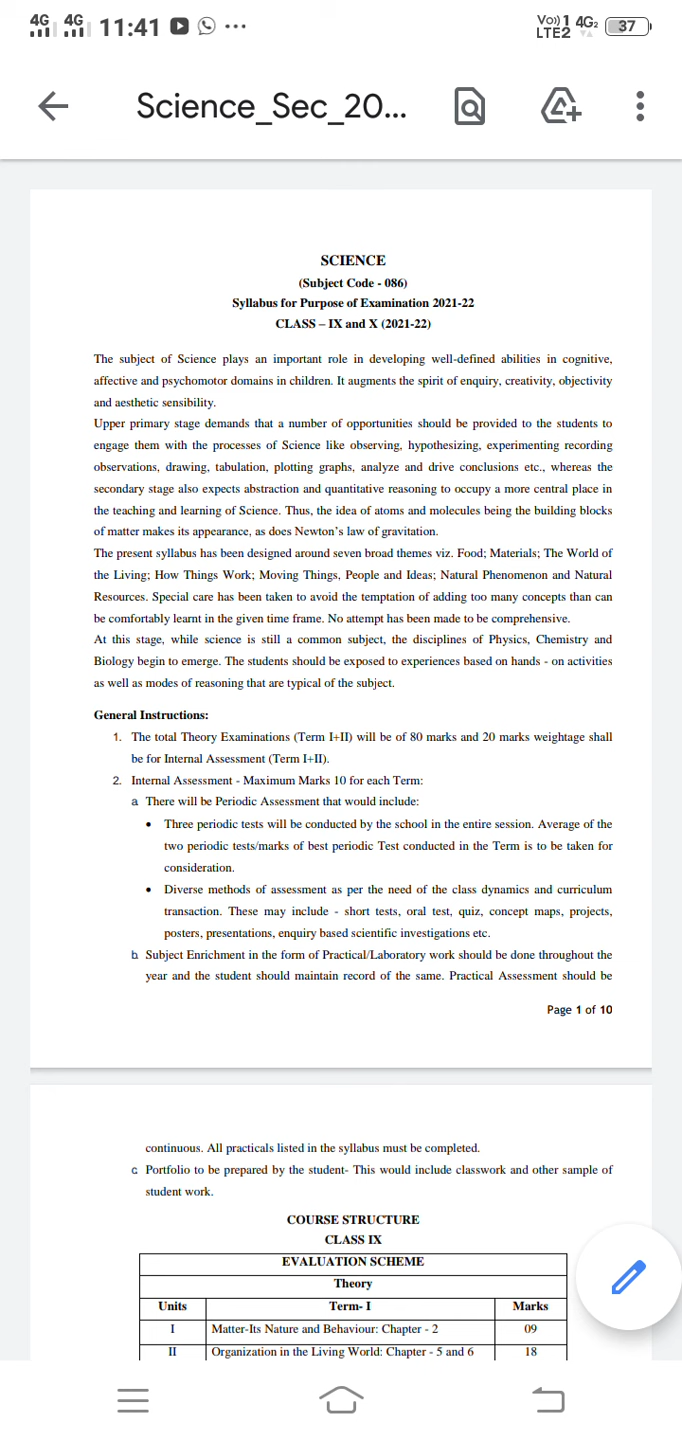 4G 4G 11:41 ... Vo)) 1 4G2 37
LTE2
Science_Sec_20...
SCIENCE
(Subject Code - 086)
Syllabus for Purpose of Examination 2021-22
CLASS – IX and X (2021-22)
The subject of Science plays an important role in developing well-defined abilities in cognitive,
affective and psychomotor domains in children. It augments the spirit of enquiry, creativity, objectivity
and aesthetic sensibility.
Upper primary stage demands that a number of opportunities should be provided to the students to
engage them with the processes of Science like observing, hypothesizing, experimenting recording
observations, drawing, tabulation, plotting graphs, analyze and drive conclusions etc., whereas the
secondary stage also expects abstraction and quantitative reasoning to occupy a more central place in
the teaching and learning of Science. Thus, the idea of atoms and molecules being the building blocks
of matter makes its appearance, as does Newton's law of gravitation.
The present syllabus has been designed around seven broad themes viz. Food; Materials; The World of
the Living; How Things Work; Moving Things, People and Ideas; Natural Phenomenon and Natural
Resources. Special care has been taken to avoid the temptation of adding too many concepts than can
be comfortably learnt in the given time frame. No attempt has been made to be comprehensive.
At this stage, while science is still a common subject, the disciplines of Physics, Chemistry and
Biology begin to emerge. The students should be exposed to experiences based on hands - on activities
as well as modes of reasoning that are typical of the subject.
General Instructions:
1. The total Theory Examinations (Term I+II) will be of 80 marks and 20 marks weightage shall
be for Internal Assessment (Term I+II).
2. Internal Assessment - Maximum Marks 10 for each Term:
a There will be Periodic Assessment that would include:
• Three periodic tests will be conducted by the school in the entire session. Average of the
two periodic tests/marks of best periodic Test conducted in the Term is to be taken for
consideration.
• Diverse methods of assessment as per the need of the class dynamics and curriculum
transaction. These may include - short tests, oral test, quiz, concept maps, projects,
posters, presentations, enquiry based scientific investigations etc.
b Subject Enrichment in the form of Practical/Laboratory work should be done throughout the
year and the student should maintain record of the same. Practical Assessment should be
Page 1 of 10
continuous. All practicals listed in the syllabus must be completed.
c Portfolio to be prepared by the student- This would include classwork and other sample of
student work.
COURSE STRUCTURE
CLASS IX
EVALUATION SCHEME
Theory
Units Term- I Marks
I Matter-Its Nature and Behaviour: Chapter - 2 09
II Organization in the Living World: Chapter - 5 and 6 18